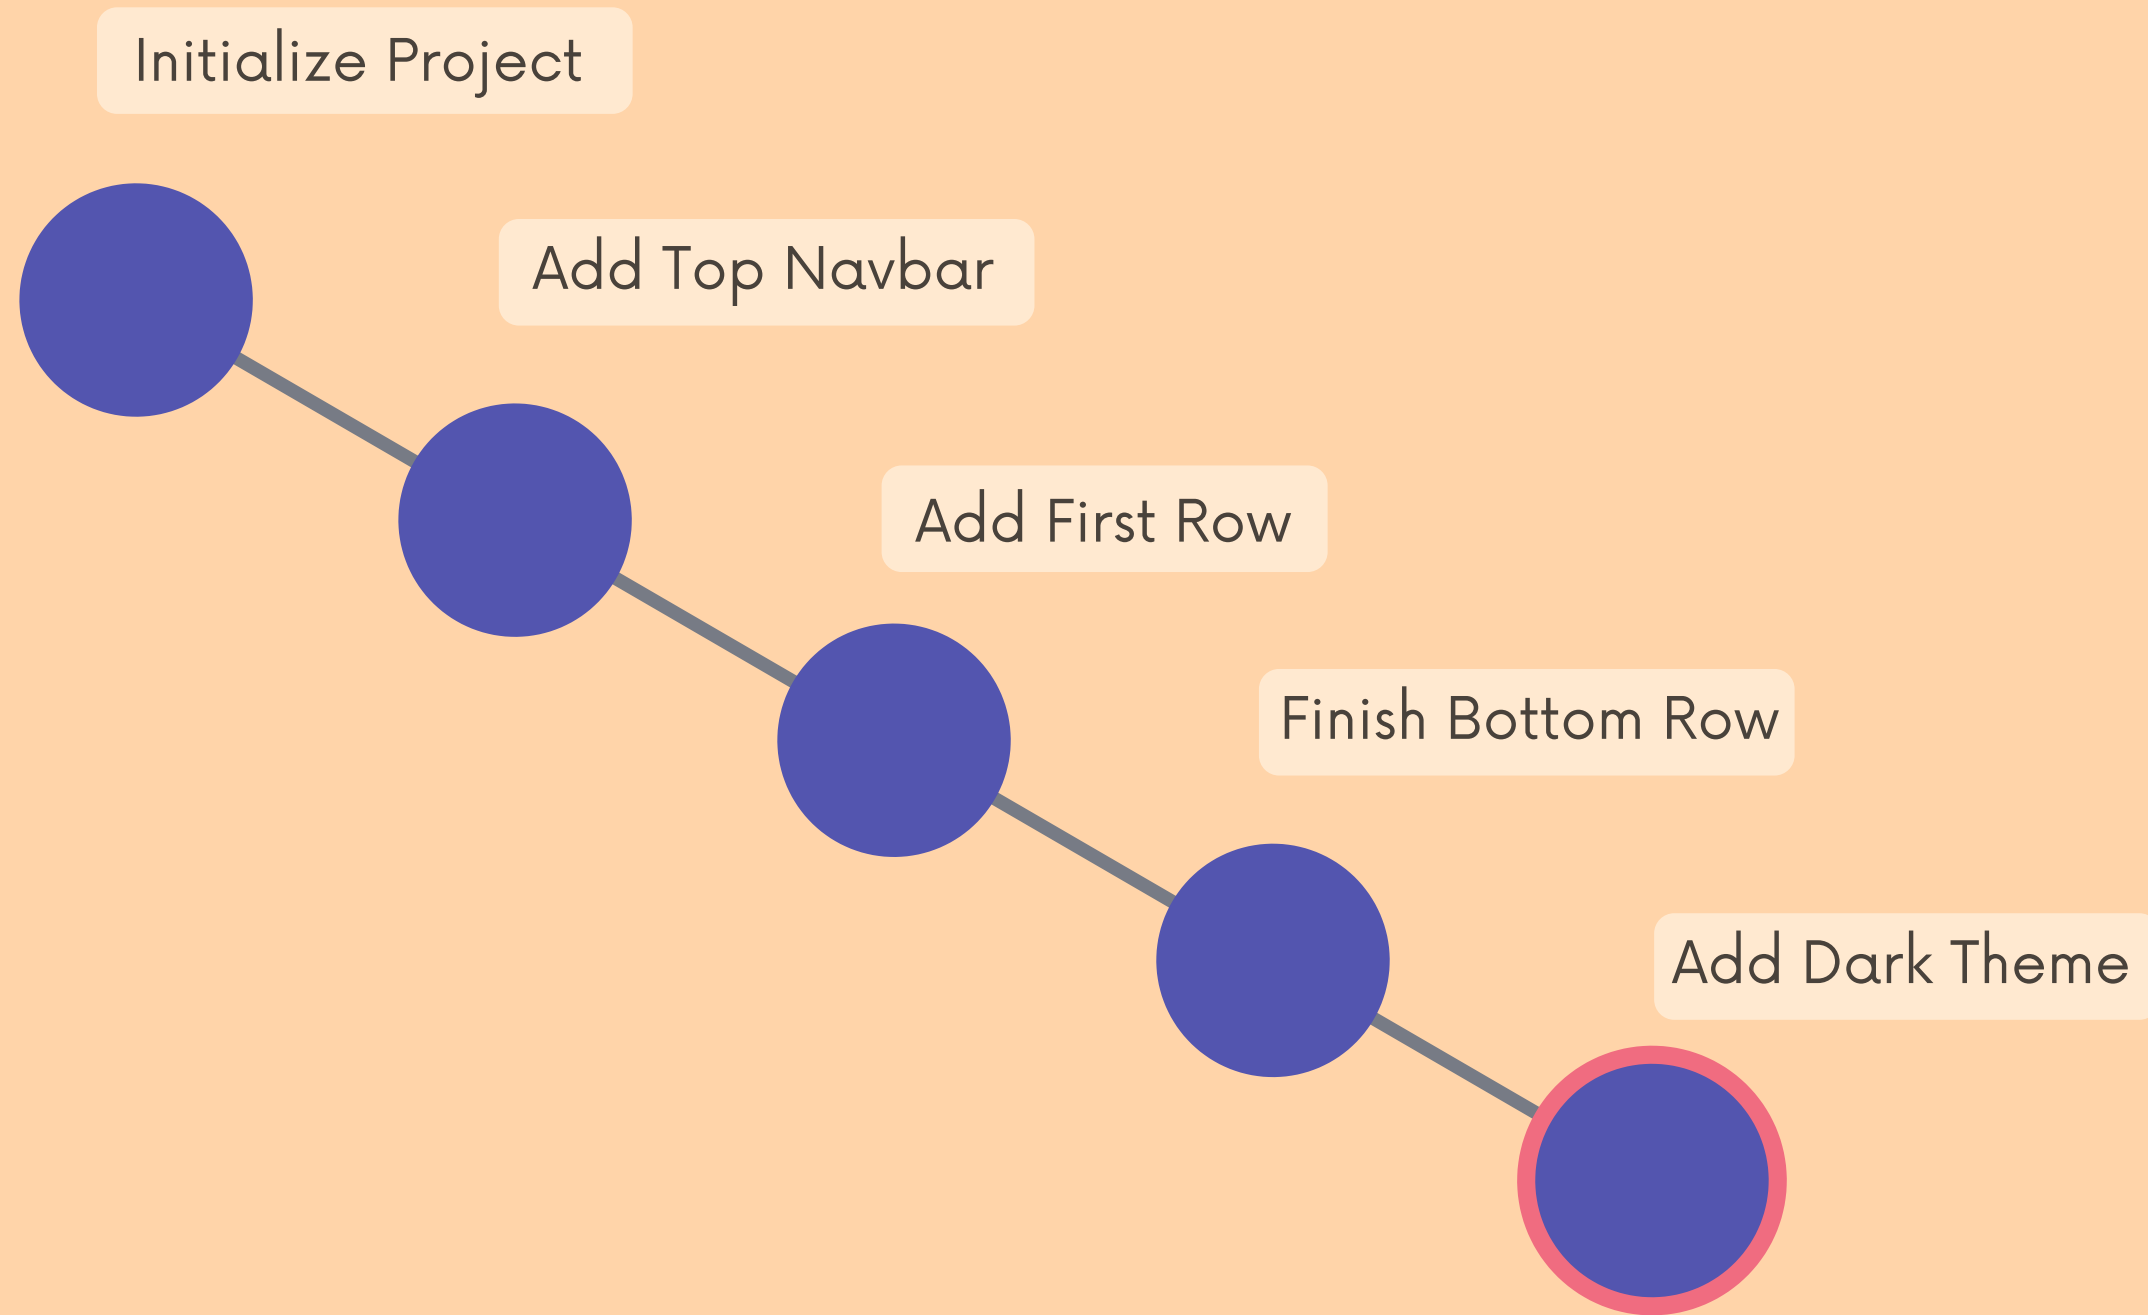 Initialize Project
Add Top Navbar
Add First Row
Finish Bottom Row
Add Dark Theme